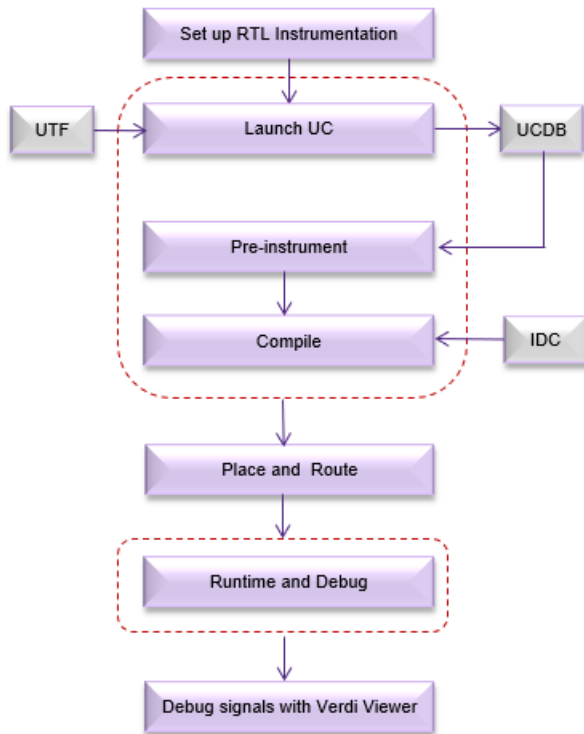 Set up RTL Instrumentation
UTF
Launch UC
UCDB
Pre-instrument
Compile
IDC
Place and Route
Runtime and Debug
Debug signals with Verdi Viewer